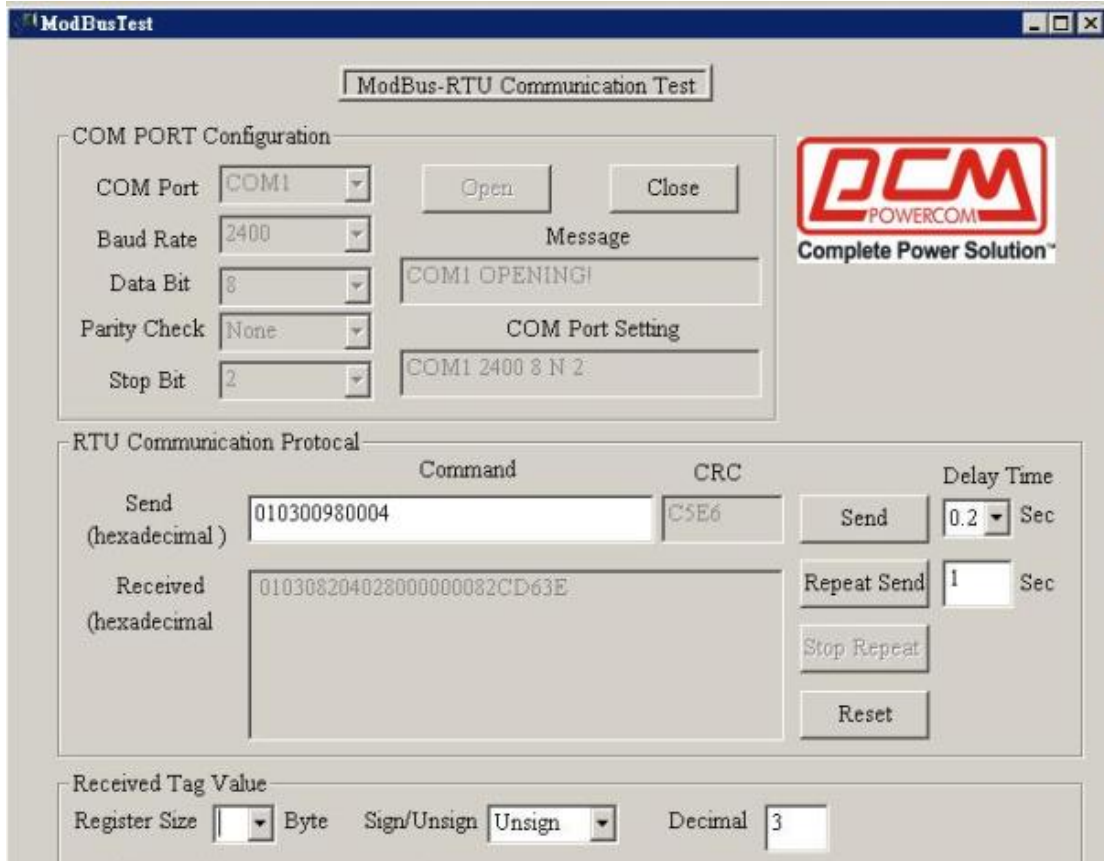 ModBusTest
ModBus-RTU Communication Test
COM PORT Configuration
COM Port COM1 Open Close
Baud Rate 2400 Message
Data Bit 8 COM1 OPENING!
Parity Check None COM Port Setting
Stop Bit 2 COM1 2400 8 N 2
PCM
POWERCOM
Complete Power Solution™
RTU Communication Protocal
Command CRC Delay Time
Send
(hexadecimal )
010300980004 C5E6 Send 0.2 Sec
Received
(hexadecimal
010308204028000000082CD63E
Repeat Send 1 Sec
Stop Repeat
Reset
Received Tag Value
Register Size Byte Sign/Unsign Unsign Decimal 3